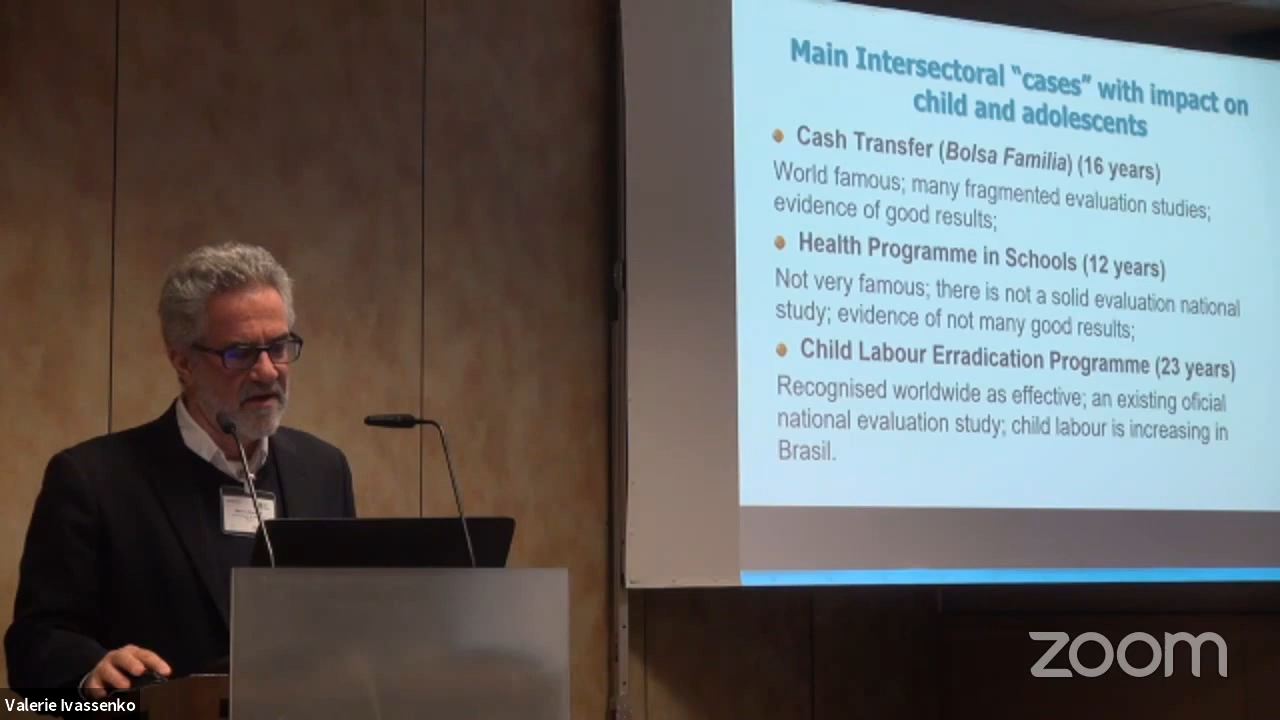 Main Intersectoral “cases” with impact on
child and adolescents
Cash Transfer (Bolsa Familia) (16 years)
World famous; many fragmented evaluation studies;
evidence of good results;
Health Programme in Schools (12 years)
Not very famous; there is not a solid evaluation national
study; evidence of not many good results;
Child Labour Erradication Programme (23 years)
Recognised worldwide as effective; an existing oficial
national evaluation study; child labour is increasing in
Brasil.
zoom
Valerie Ivassenko